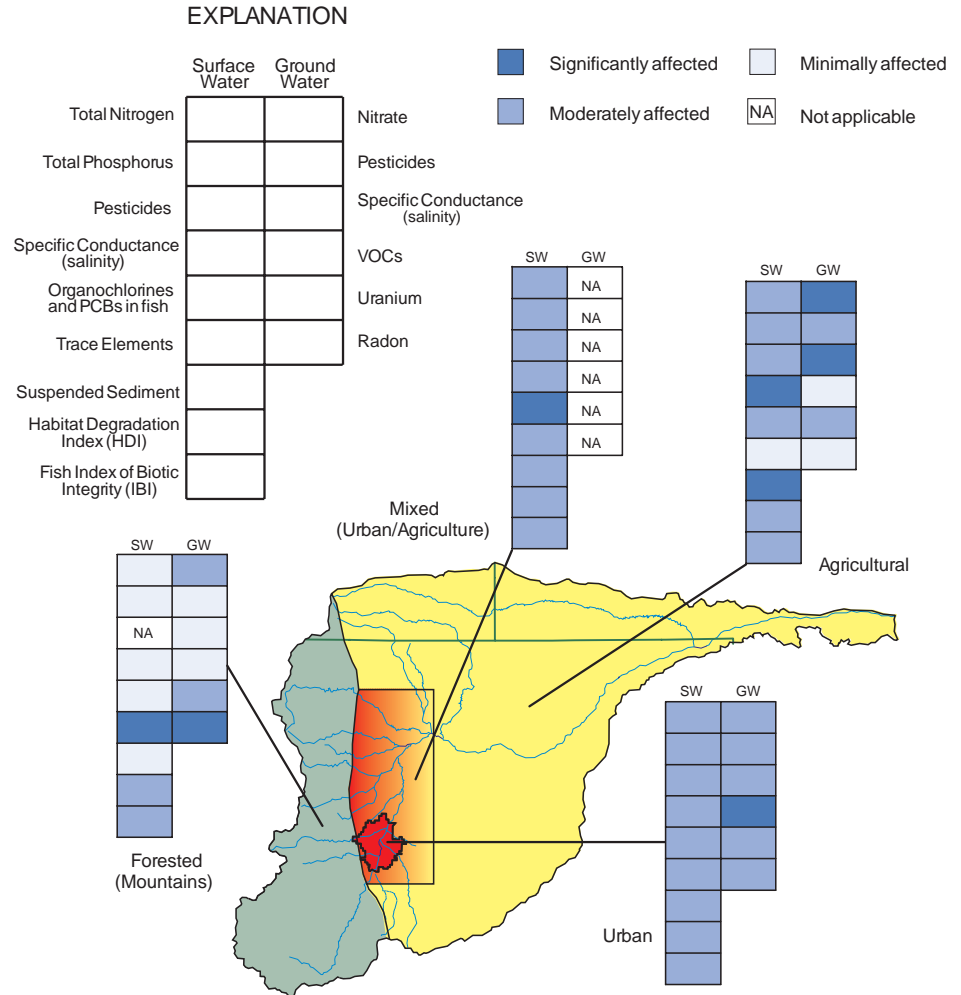 EXPLANATION
Surface
Water
Ground
Water
Total Nitrogen
Total Phosphorus
Pesticides
Specific Conductance
(salinity)
Organochlorines
and PCBs in fish
Trace Elements
Suspended Sediment
Habitat Degradation
Index (HDI)
Fish Index of Biotic
Integrity (IBI)
Nitrate
Pesticides
Specific Conductance
(salinity)
VOCs
Uranium
Radon
Significantly affected
Moderately affected
Minimally affected
NA Not applicable
SW GW
NA
NA
NA
NA
NA
NA
Mixed
(Urban/Agriculture)
SW GW
Agricultural
SW GW
NA
Forested
(Mountains)
SW GW
Urban